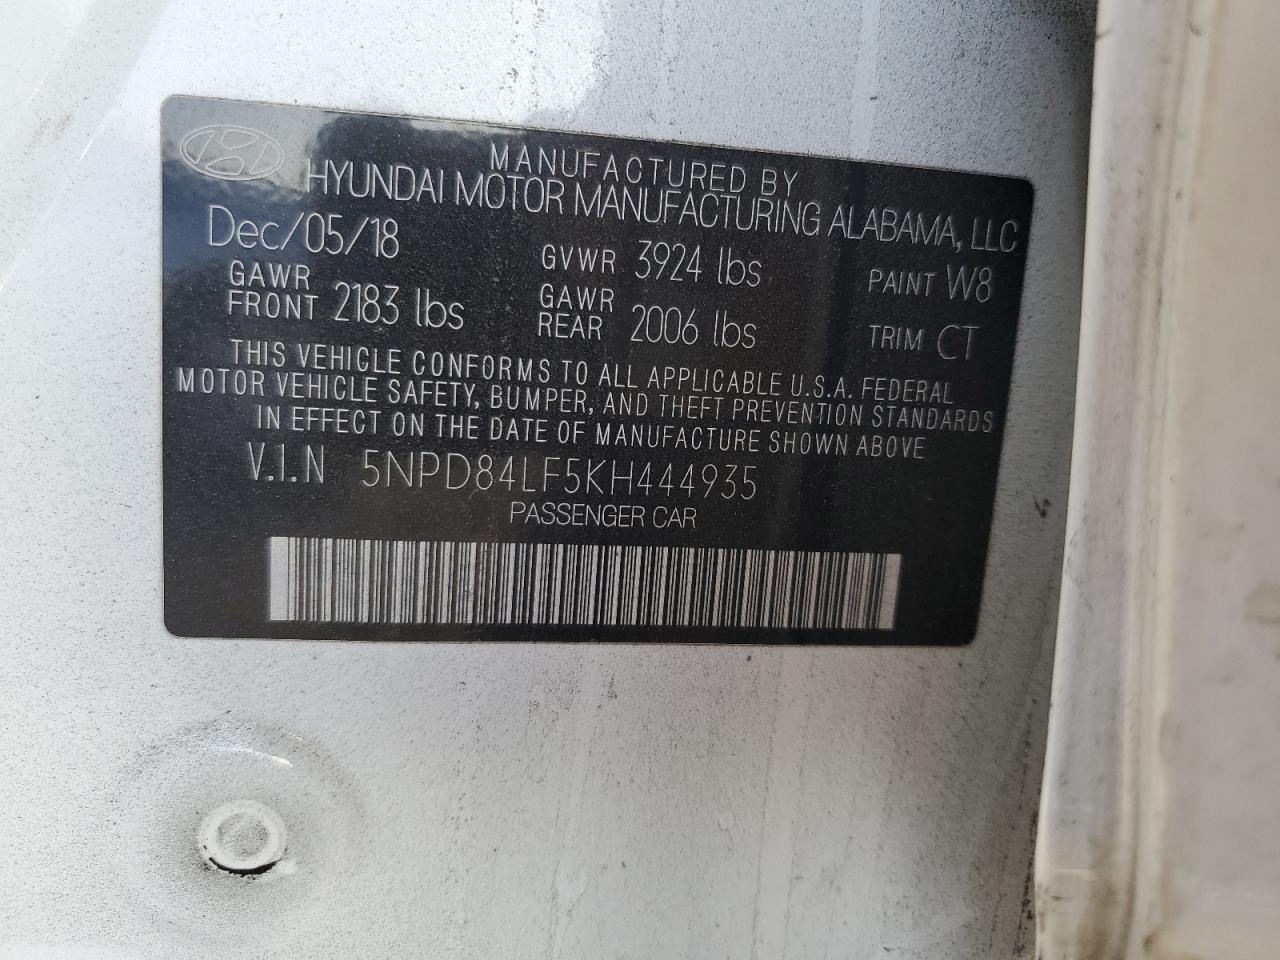 MANUFACTURED BY
HYUNDAI MOTOR MANUFACTURING ALABAMA, LLC
Dec/05/18 GVWR 3924 lbs PAINT W8
GAWR FRONT 2183 lbs GAWR REAR 2006 lbs TRIM CT
THIS VEHICLE CONFORMS TO ALL APPLICABLE U.S.A. FEDERAL
MOTOR VEHICLE SAFETY, BUMPER, AND THEFT PREVENTION STANDARDS
IN EFFECT ON THE DATE OF MANUFACTURE SHOWN ABOVE
V.I.N 5NPD84LF5KH444935
PASSENGER CAR